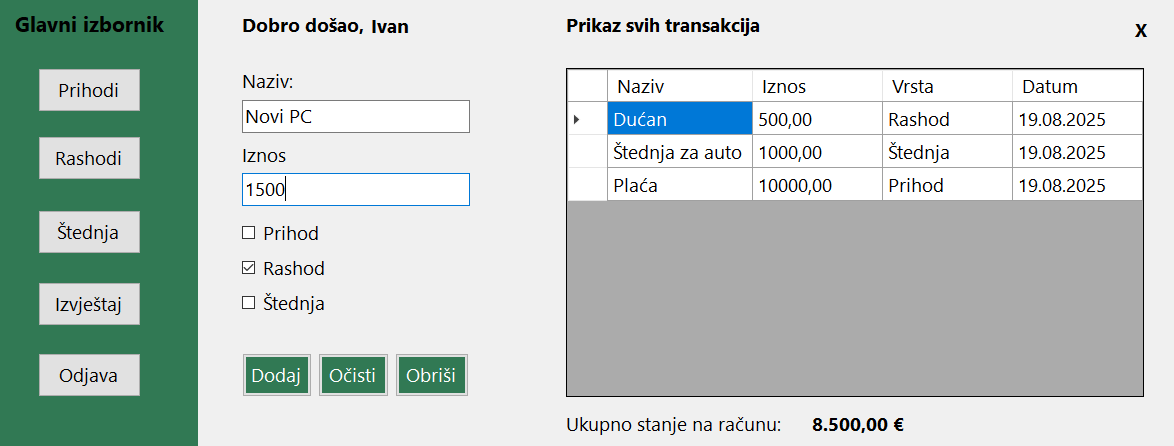 Glavni izbornik
Prihodi
Rashodi
Štednja
Izvještaj
Odjava
Dobro došao, Ivan
Naziv:
Novi PC
Iznos
1500
Prihod
Rashod
Štednja
Dodaj Očisti Obriši
Prikaz svih transakcija
X
Naziv Iznos Vrsta Datum
Dućan 500,00 Rashod 19.08.2025
Štednja za auto 1000,00 Štednja 19.08.2025
Plaća 10000,00 Prihod 19.08.2025
Ukupno stanje na računu: 8.500,00 €